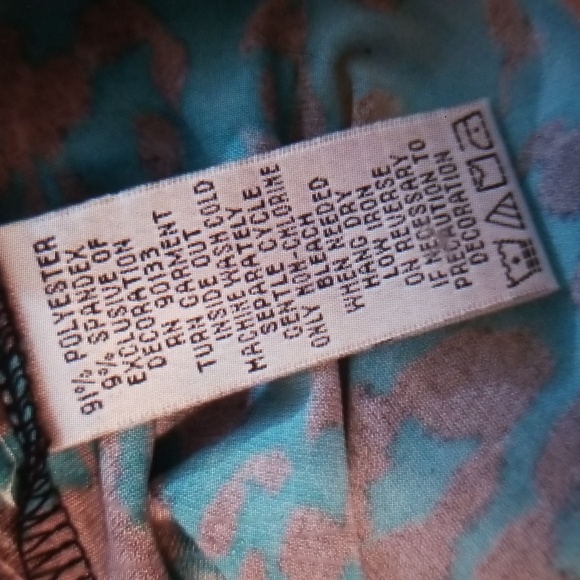 91% POLYESTER
9% SPANDEX
EXCLUSIVE OF
DECORATION
RN 90133
TURN GARMENT
INSIDE OUT
MACHINE WASH COLD
SEPARATELY
GENTLE CYCLE
ONLY NON-CHLORINE
BLEACH
WHEN NEEDED
HANG DRY
LOW IRON
ON REVERSE
IF NECESSARY
PRECAUTION TO
DECORATION